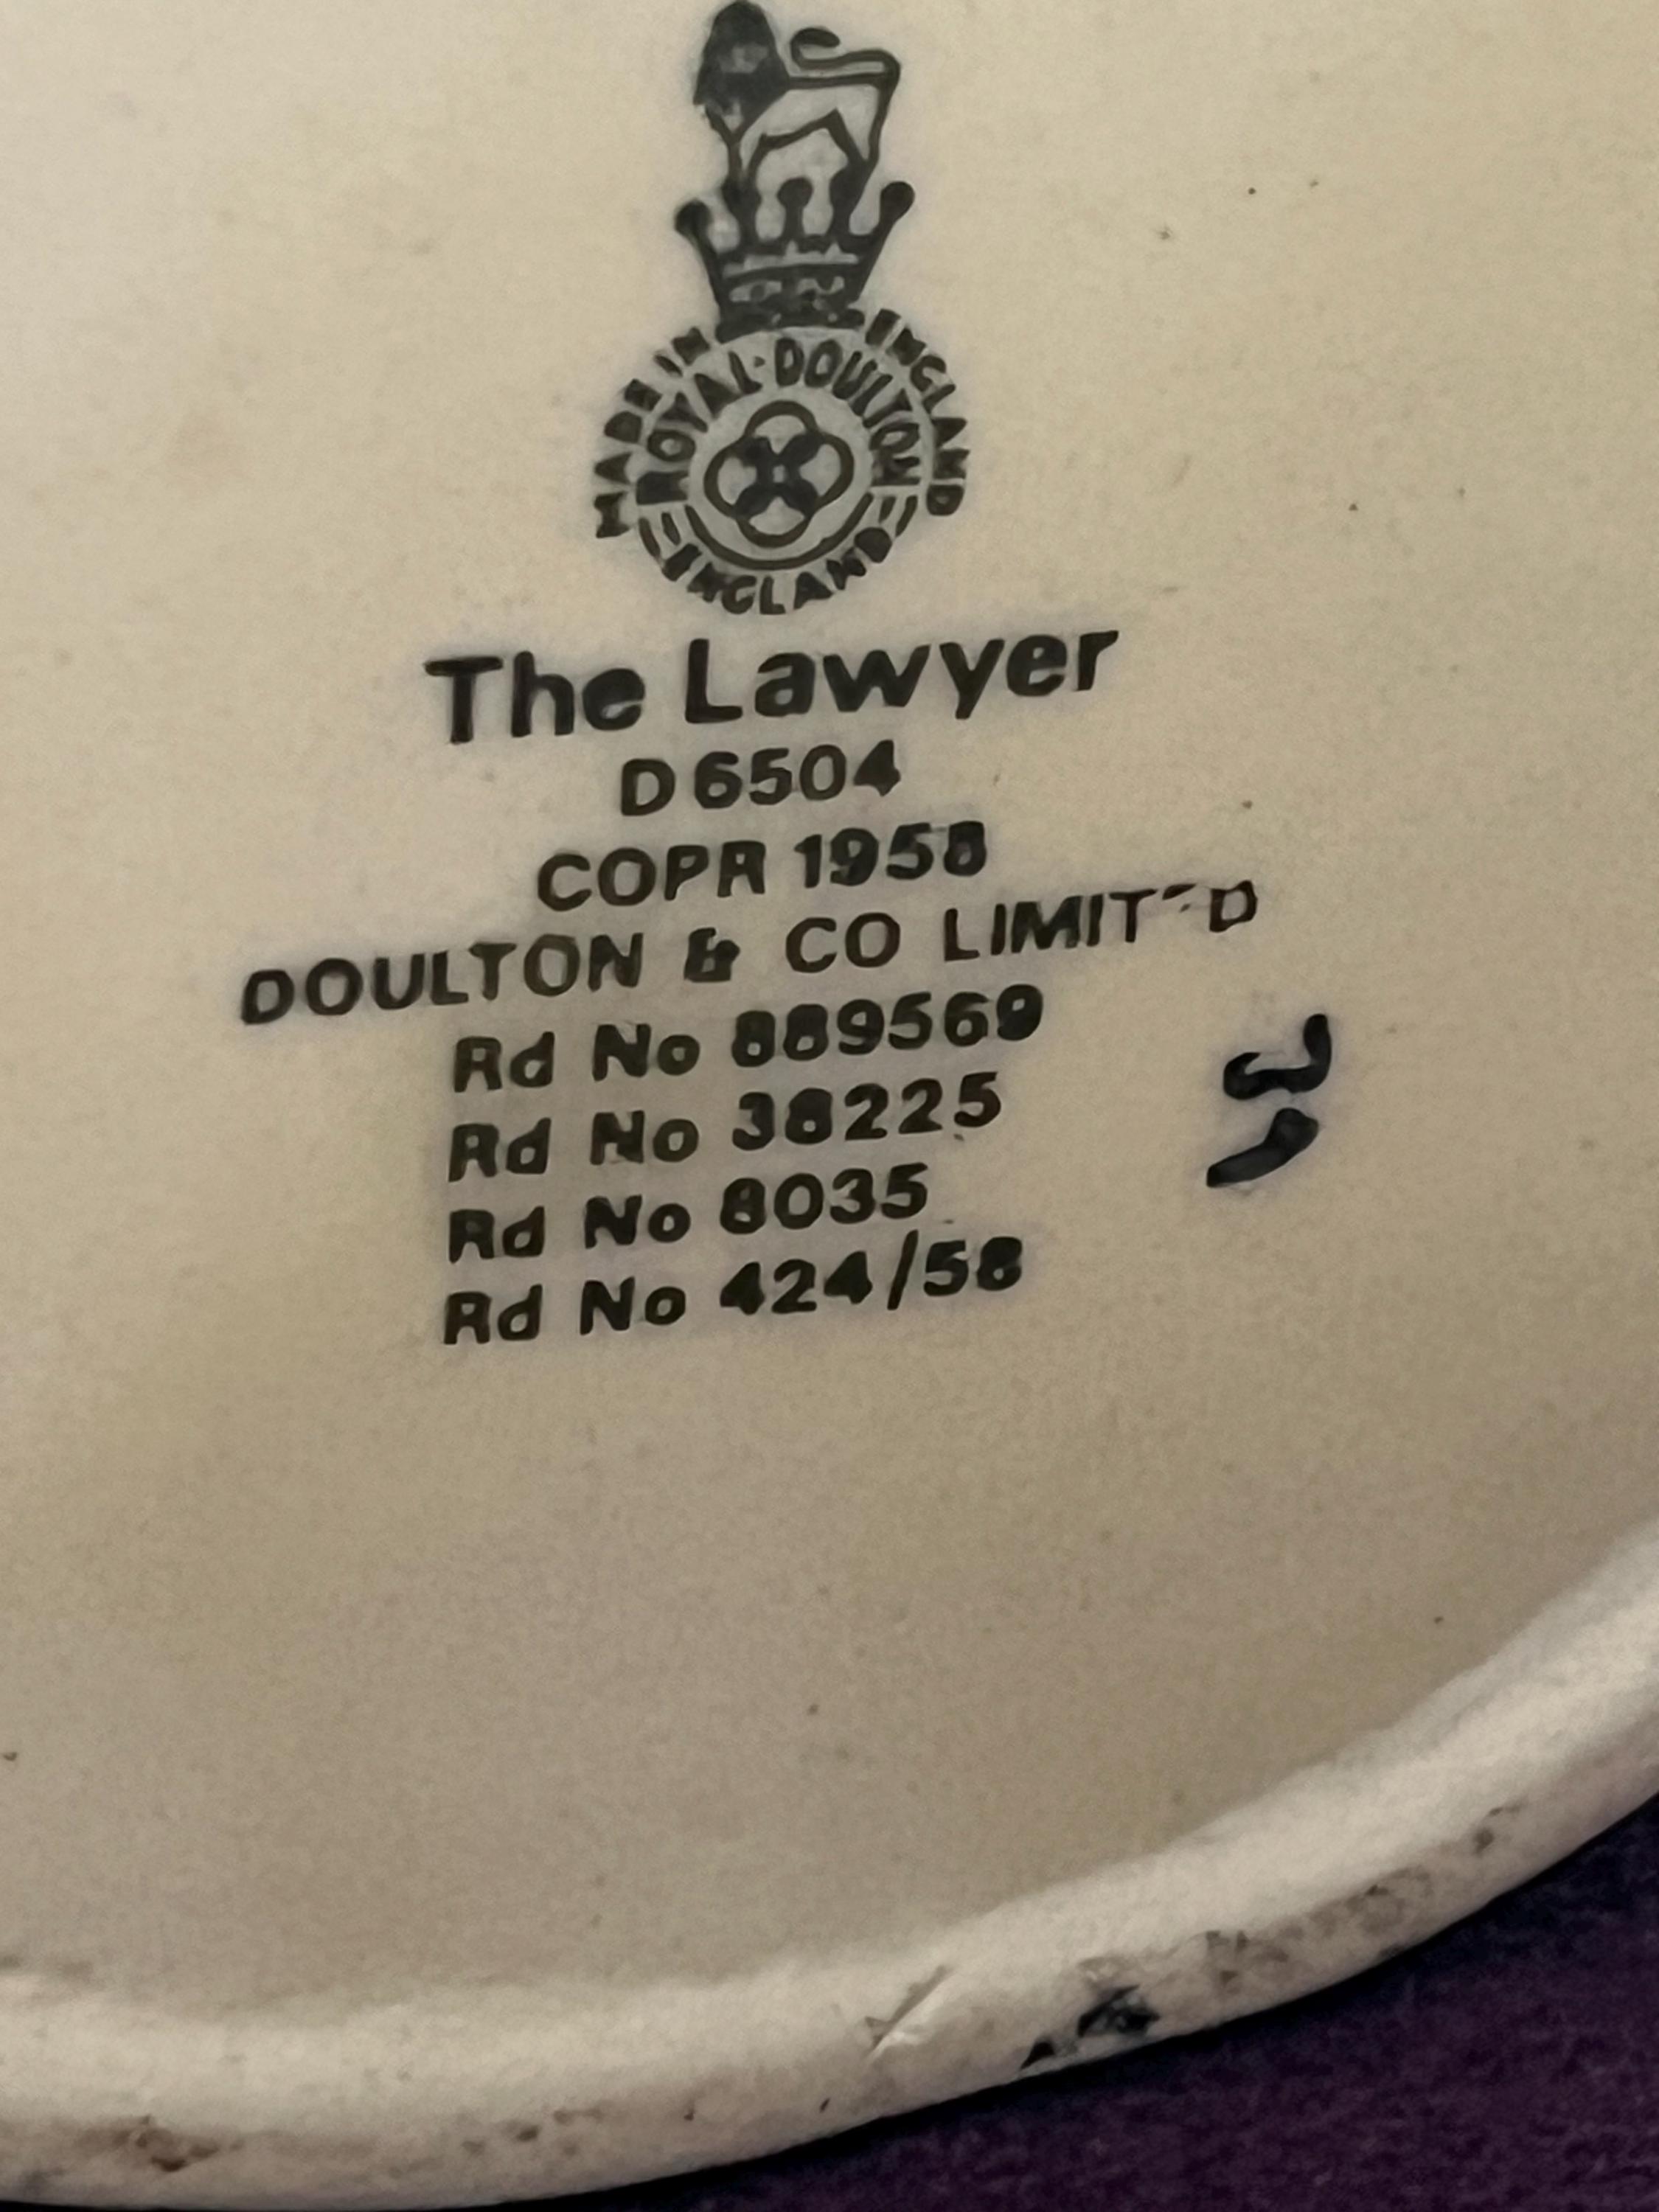 MADE IN ENGLAND
ROYAL·DOULTON
ENGLAND
The Lawyer
D 6504
COPR 1958
DOULTON & CO LIMITED
Rd No 889569
Rd No 38225
Rd No 8035
Rd No 424/58